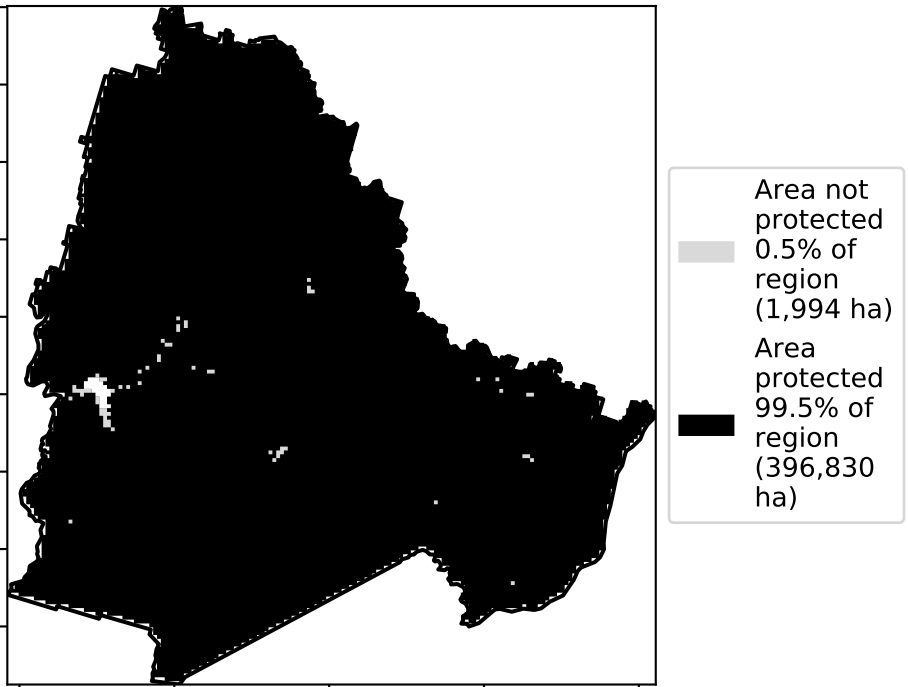 Area not
protected
0.5% of
region
(1,994 ha)
Area
protected
99.5% of
region
(396,830
ha)